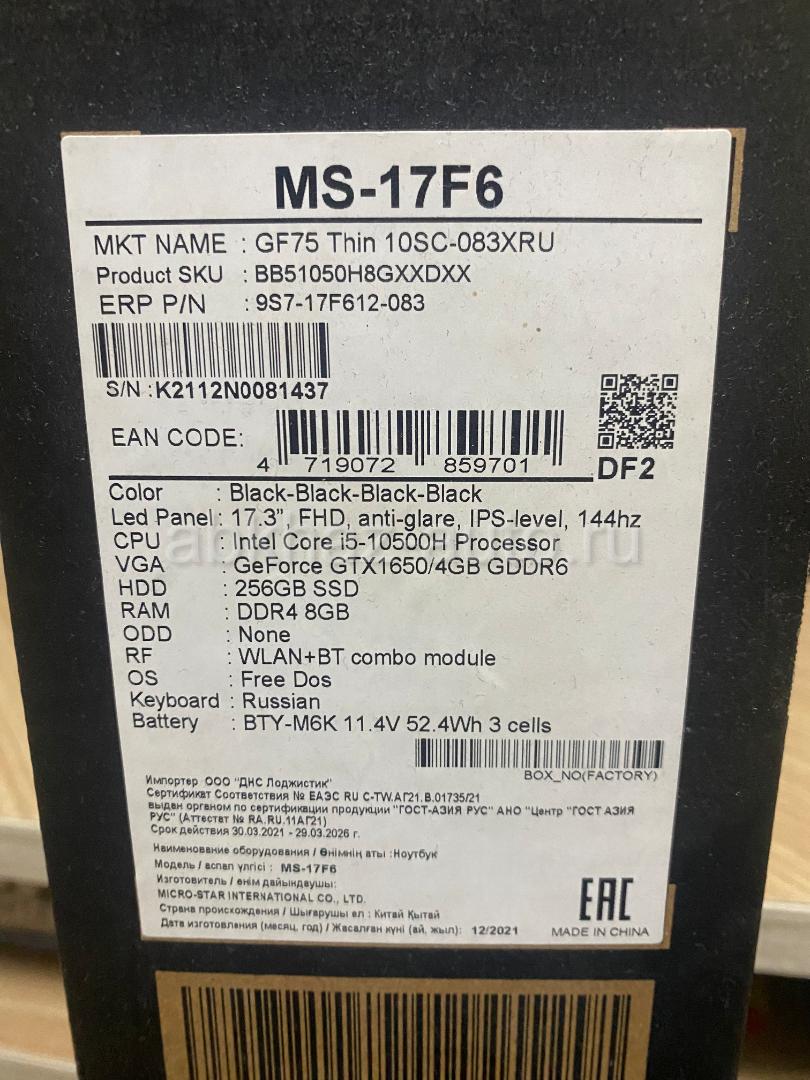 MS-17F6
MKT NAME : GF75 Thin 10SC-083XRU
Product SKU : BB51050H8GXXDXX
ERP P/N : 9S7-17F612-083
S/N :K2112N0081437
EAN CODE:
4 719072 859701
DF2
Color : Black-Black-Black-Black
Led Panel : 17.3", FHD, anti-glare, IPS-level, 144hz
CPU : Intel Core i5-10500H Processor
VGA : GeForce GTX1650/4GB GDDR6
HDD : 256GB SSD
RAM : DDR4 8GB
ODD : None
RF : WLAN+BT combo module
OS : Free Dos
Keyboard : Russian
Battery : BTY-M6K 11.4V 52.4Wh 3 cells
BOX_NO(FACTORY)
Импортер ООО "ДНС Лоджистик"
Сертификат Соответствия № ЕАЭС RU C-TW.АГ21.В.01735/21
выдан органом по сертификации продукции "ГОСТ-АЗИЯ РУС" АНО "Центр "ГОСТ АЗИЯ
РУС" (Аттестат № RA.RU.11АГ21)
Срок действия 30.03.2021 - 29.03.2026 г.
Наименование оборудования / Өнімнің аты :Ноутбук
Модель / аспап үлгісі : MS-17F6
Изготовитель / өнім дайындаушы:
MICRO-STAR INTERNATIONAL CO., LTD.
Страна происхождения / Шығарушы ел : Китай Қытай
Дата изготовления (месяц, год) / Жасалған күні (ай, жыл): 12/2021
EAC
MADE IN CHINA